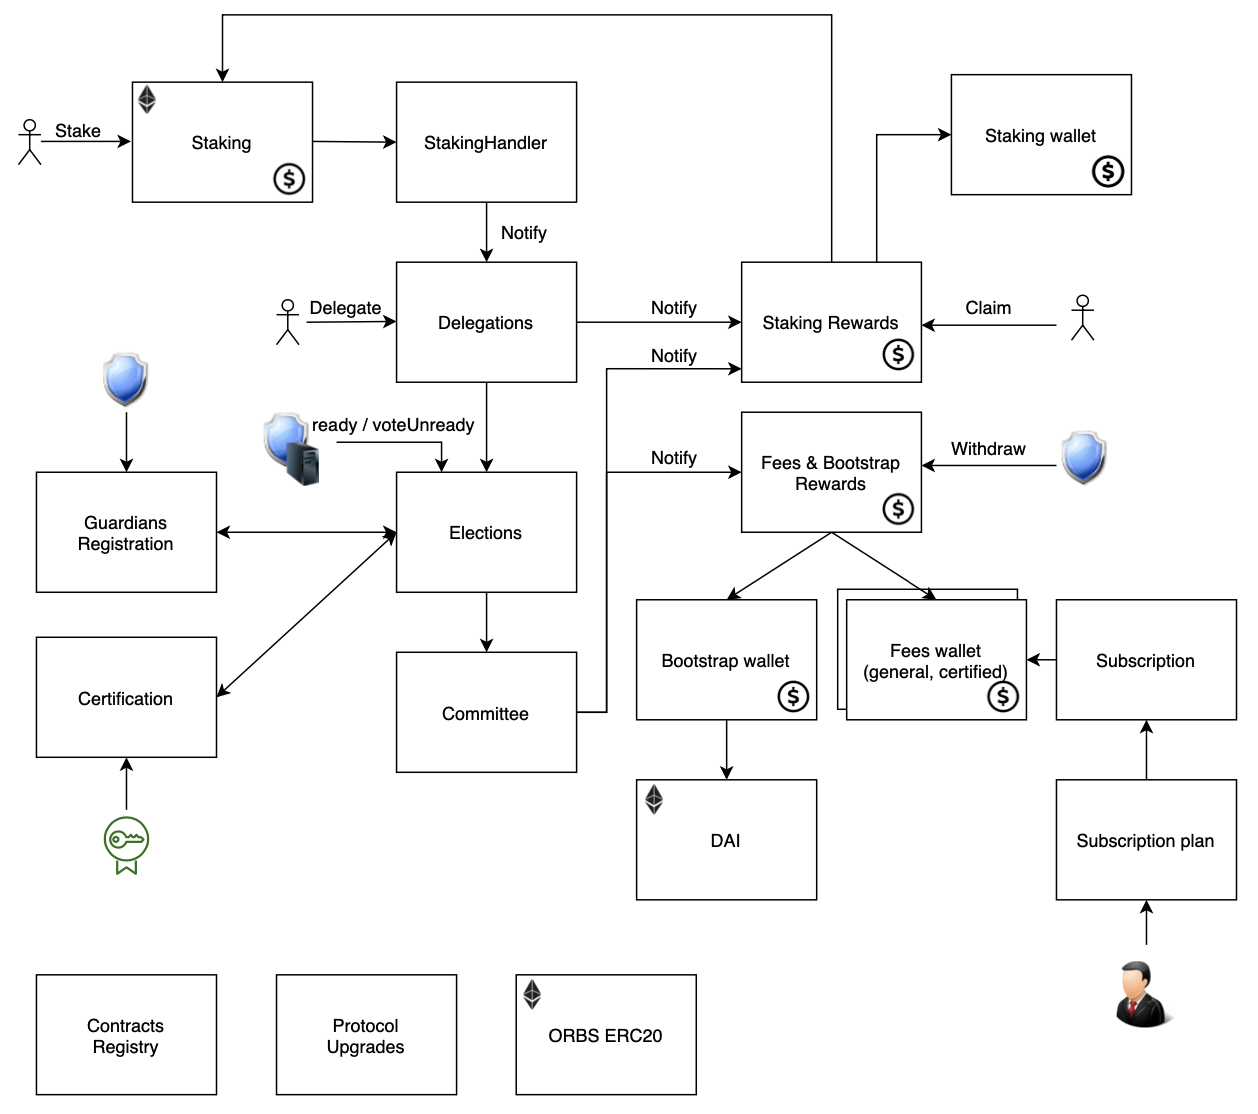 Stake
Staking
StakingHandler
Staking wallet
Notify
Delegate
Delegations
Notify
Staking Rewards
Claim
Notify
ready / voteUnready
Notify
Fees & Bootstrap
Rewards
Withdraw
Guardians
Registration
Elections
Certification
Committee
Bootstrap wallet
Fees wallet
(general, certified)
Subscription
DAI
Subscription plan
Contracts
Registry
Protocol
Upgrades
ORBS ERC20